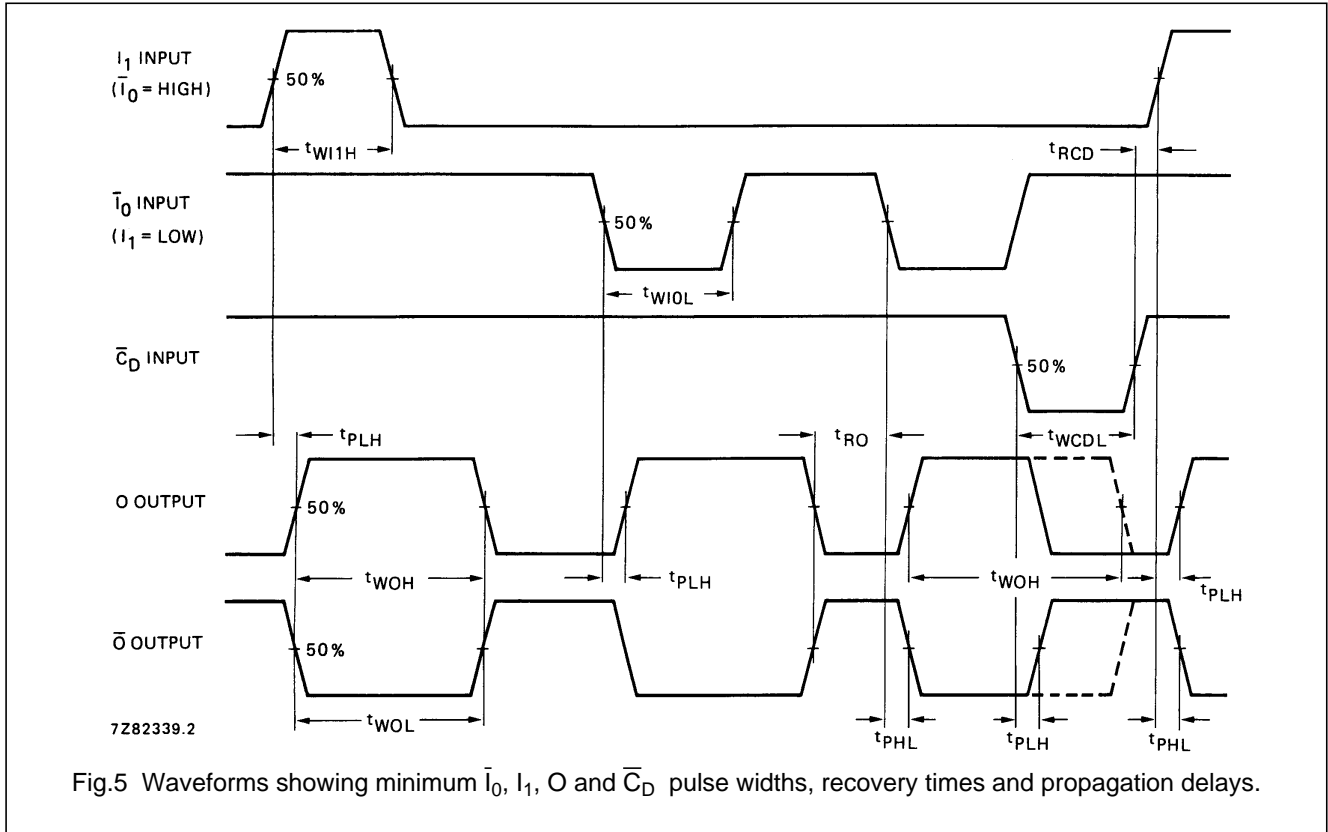 I₁ INPUT
(Ī₀ = HIGH)
50%
tWI1H
tRCD
Ī₀ INPUT
(I₁ = LOW)
50%
tWI0L
C̄D INPUT
50%
tPLH
tRO
tWCDL
O OUTPUT
50%
tWOH
tPLH
tWOH
tPLH
Ō OUTPUT
50%
7Z82339.2
tWOL
tPHL
tPLH
tPHL
Fig.5 Waveforms showing minimum Ī₀, I₁, O and C̄D pulse widths, recovery times and propagation delays.